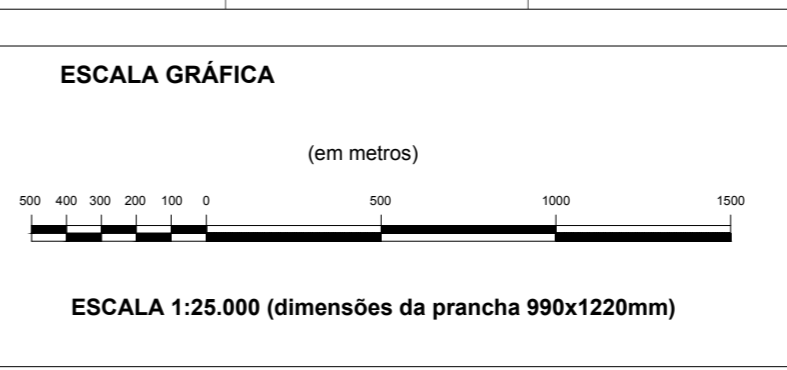 ESCALA GRÁFICA
(em metros)
500 400 300 200 100 0 500 1000 1500
ESCALA 1:25.000 (dimensões da prancha 990x1220mm)